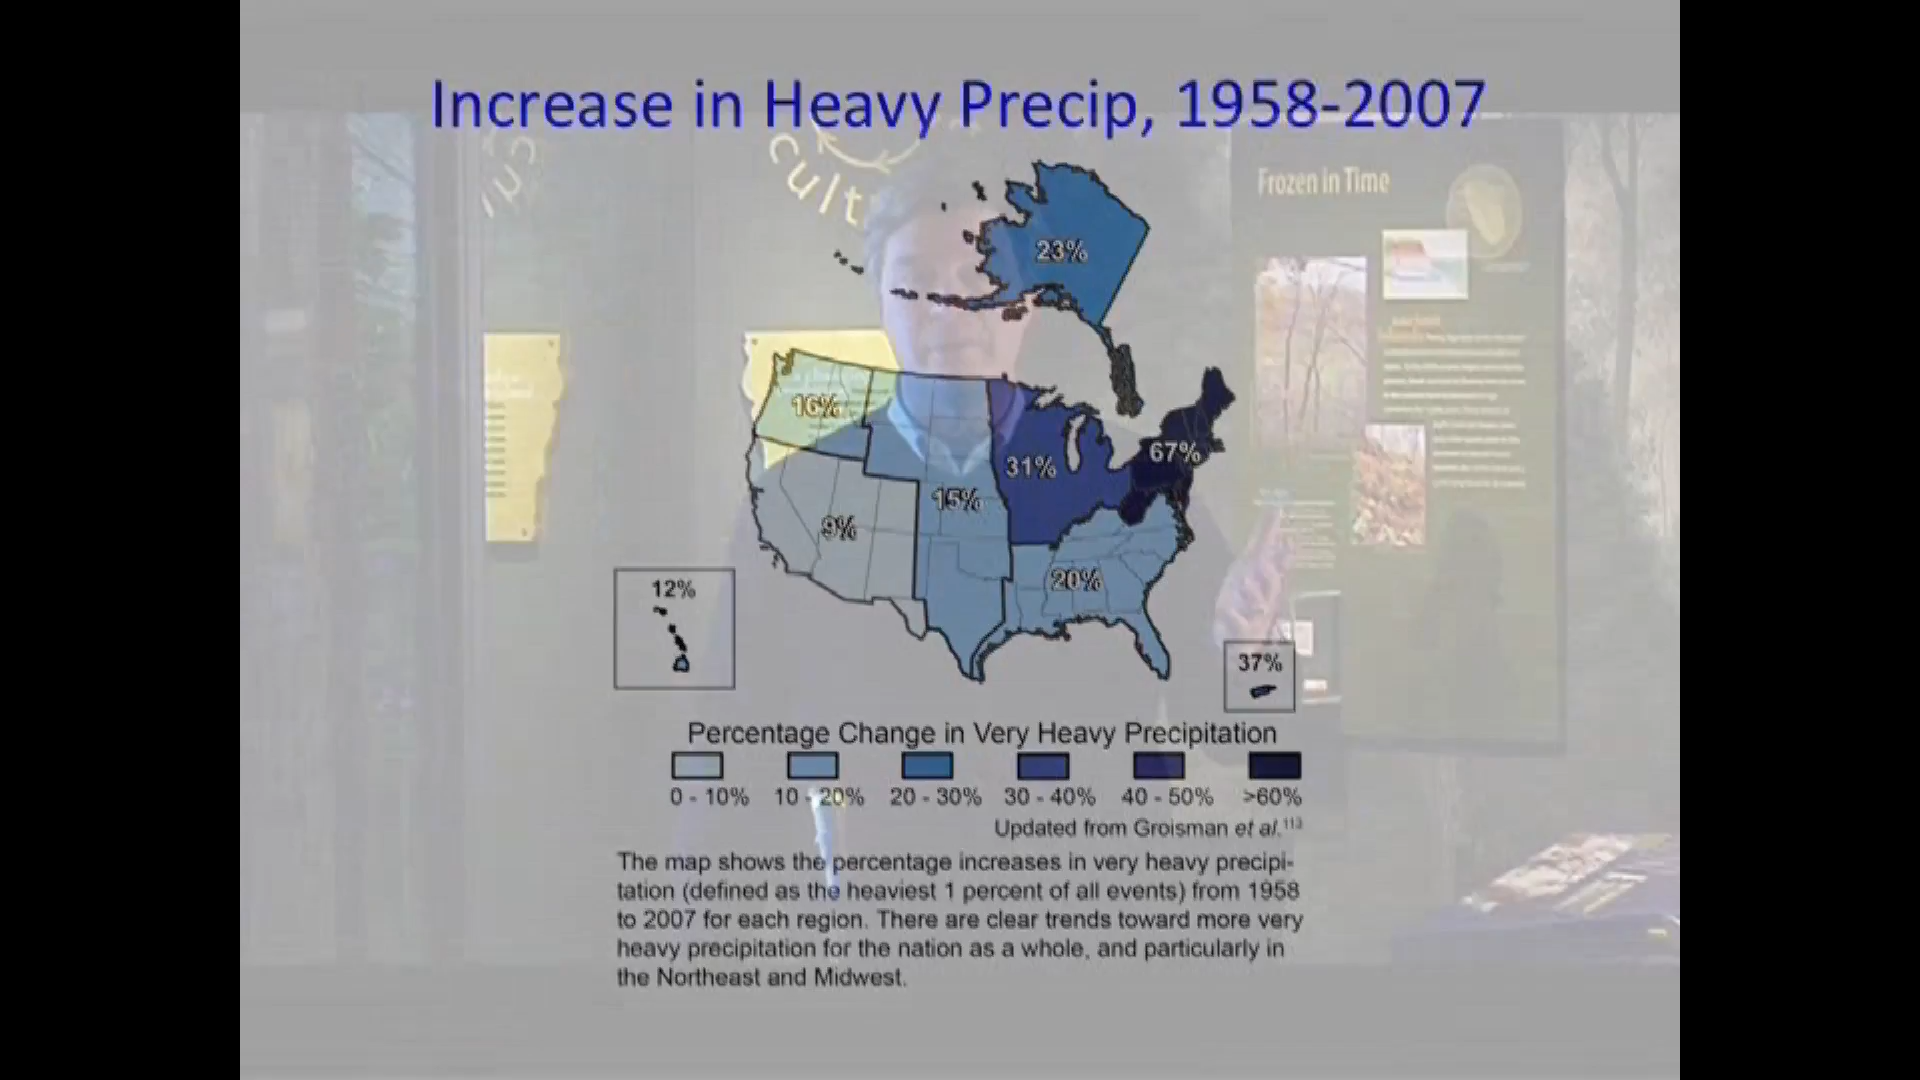 Increase in Heavy Precip, 1958-2007
cult
Frozen in Time
23%
16%
67%
31%
15%
9%
20%
12%
37%
Percentage Change in Very Heavy Precipitation
0 - 10% 10 - 20% 20 - 30% 30 - 40% 40 - 50% >60%
Updated from Groisman et al.113
The map shows the percentage increases in very heavy precipi-
tation (defined as the heaviest 1 percent of all events) from 1958
to 2007 for each region. There are clear trends toward more very
heavy precipitation for the nation as a whole, and particularly in
the Northeast and Midwest.